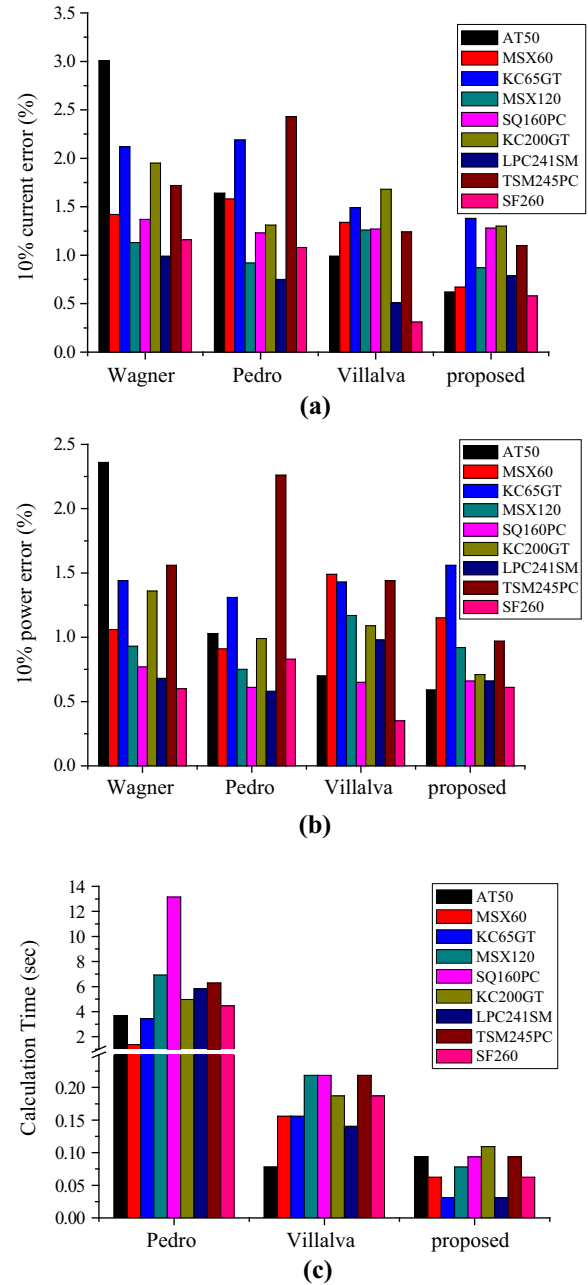 3.5
3.0
2.5
2.0
1.5
1.0
0.5
0.0
10% current error (%)
AT50
MSX60
KC65GT
MSX120
SQ160PC
KC200GT
LPC241SM
TSM245PC
SF260
Wagner Pedro Villalva proposed
(a)
2.5
2.0
1.5
1.0
0.5
0.0
10% power error (%)
AT50
MSX60
KC65GT
MSX120
SQ160PC
KC200GT
LPC241SM
TSM245PC
SF260
Wagner Pedro Villalva proposed
(b)
14
12
10
8
6
4
2
0.20
0.15
0.10
0.05
0.00
Calculation Time (sec)
AT50
MSX60
KC65GT
MSX120
SQ160PC
KC200GT
LPC241SM
TSM245PC
SF260
Pedro Villalva proposed
(c)